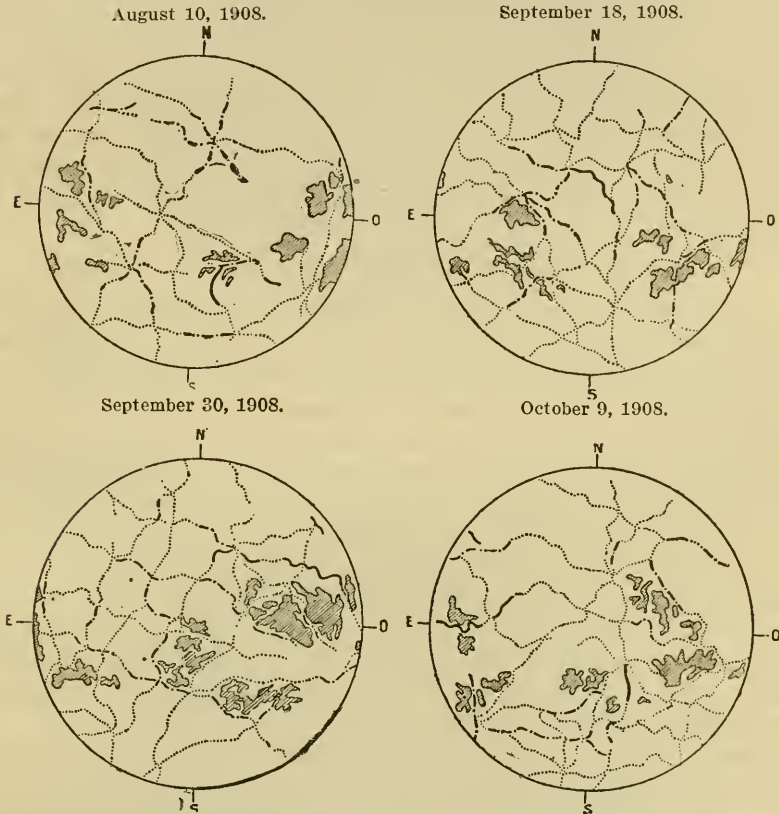 August 10, 1908.
N
E
O
S
September 18, 1908.
N
E
O
S
September 30, 1908.
N
E
O
S
October 9, 1908.
N
E
O
S